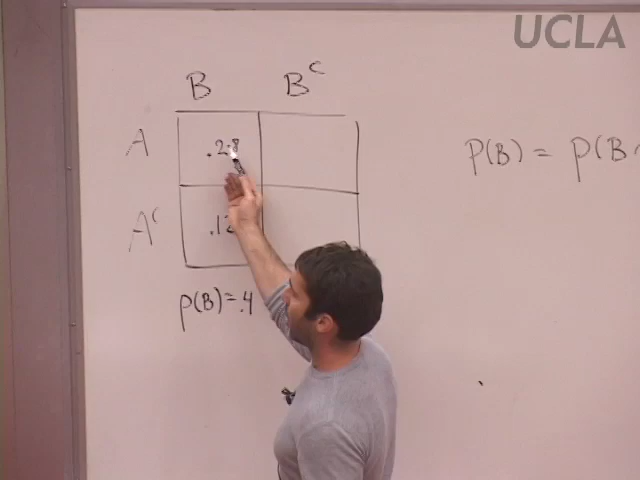 UCLA
B B^c
A .28
P(B) = P(B
A^c .12
P(B) = .4